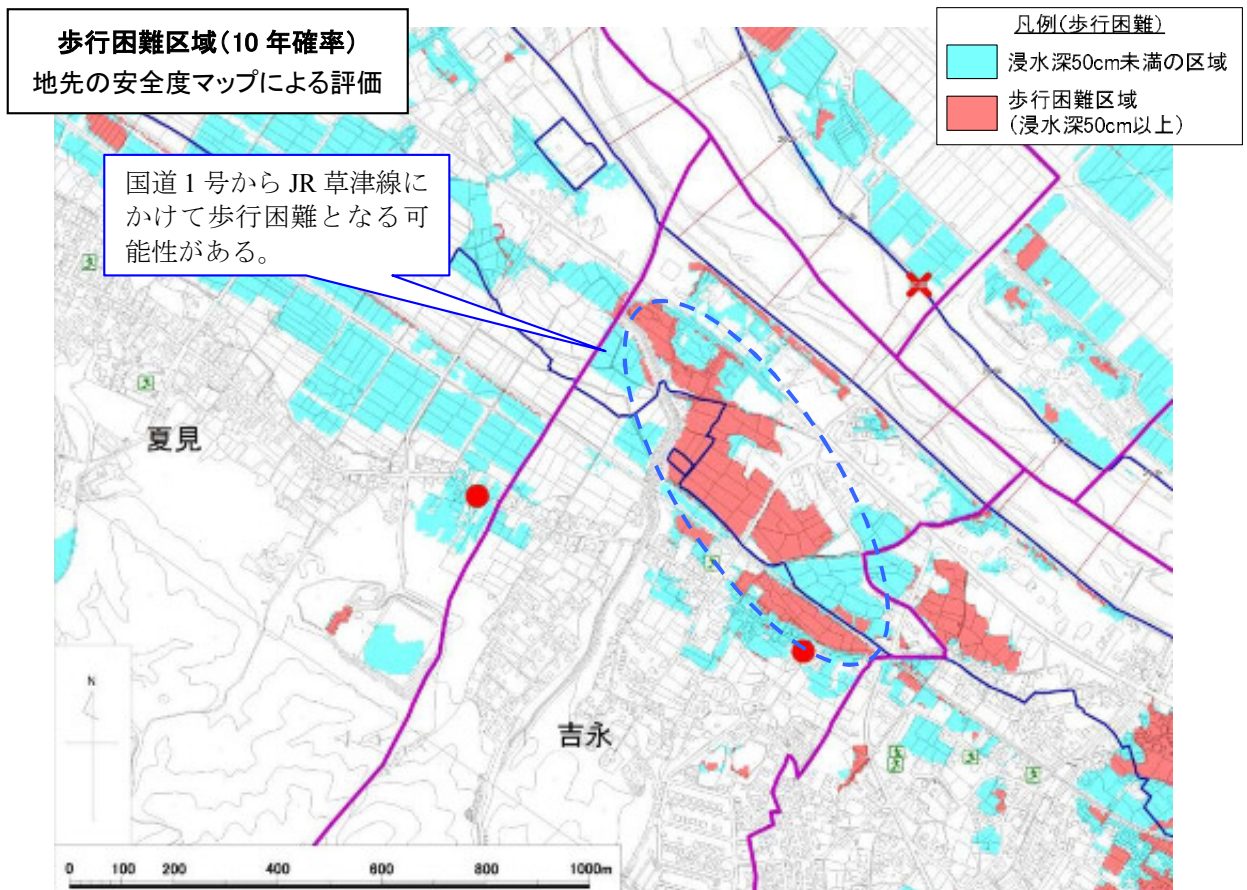 歩行困難区域(10年確率)
地先の安全度マップによる評価
凡例(歩行困難)
浸水深50cm未満の区域
歩行困難区域
(浸水深50cm以上)
国道1号からJR草津線に
かけて歩行困難となる可
能性がある。
夏見
吉永
N
0 100 200 400 600 800 1000m